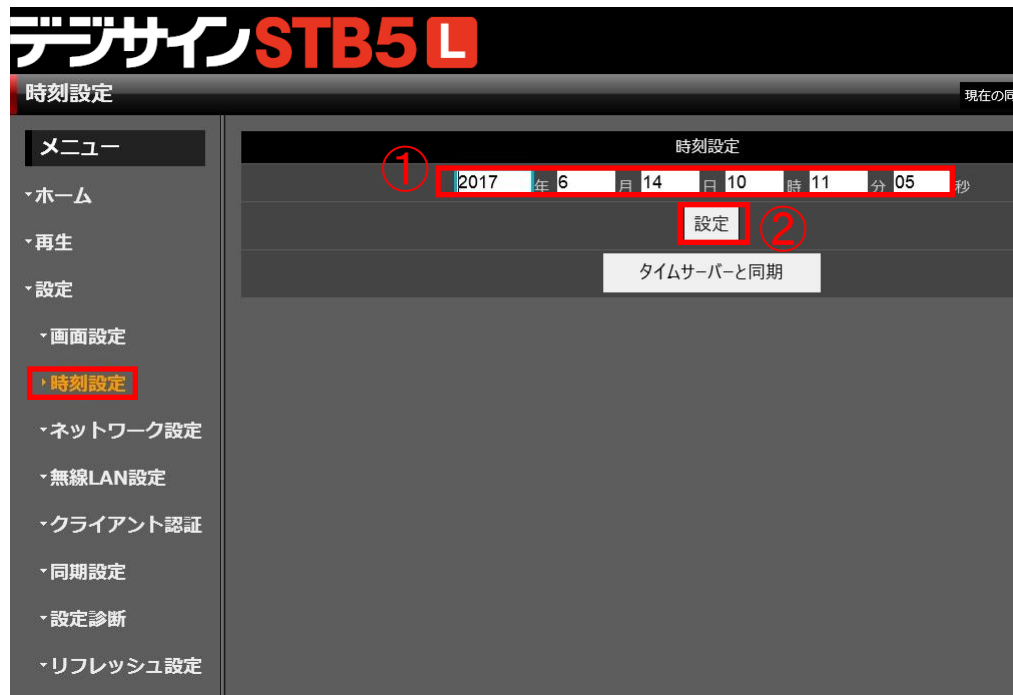 デジサインSTB5 L
時刻設定
現在の同
メニュー
時刻設定
①
2017 年 6 月 14 日 10 時 11 分 05 秒
ホーム
設定 ②
再生
タイムサーバーと同期
設定
画面設定
時刻設定
ネットワーク設定
無線LAN設定
クライアント認証
同期設定
設定診断
リフレッシュ設定